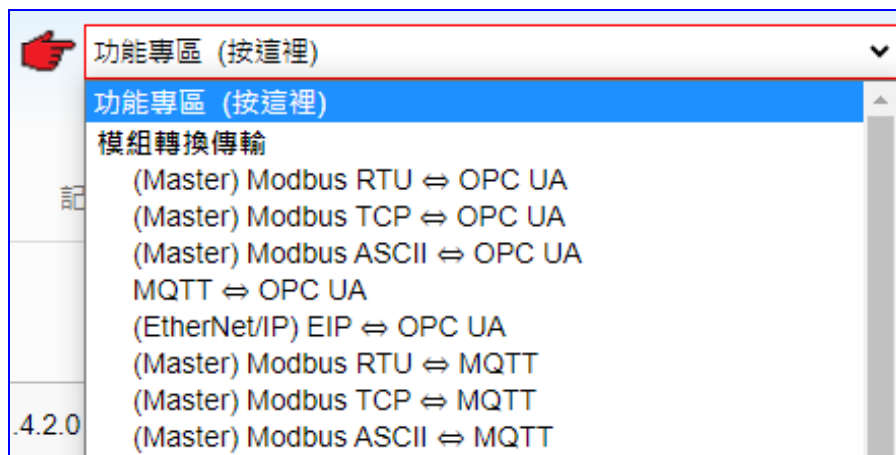 功能專區 (按這裡)
功能專區 (按這裡)
模組轉換傳輸
(Master) Modbus RTU ⇔ OPC UA
記
(Master) Modbus TCP ⇔ OPC UA
(Master) Modbus ASCII ⇔ OPC UA
MQTT ⇔ OPC UA
(EtherNet/IP) EIP ⇔ OPC UA
(Master) Modbus RTU ⇔ MQTT
(Master) Modbus TCP ⇔ MQTT
.4.2.0
(Master) Modbus ASCII ⇔ MQTT